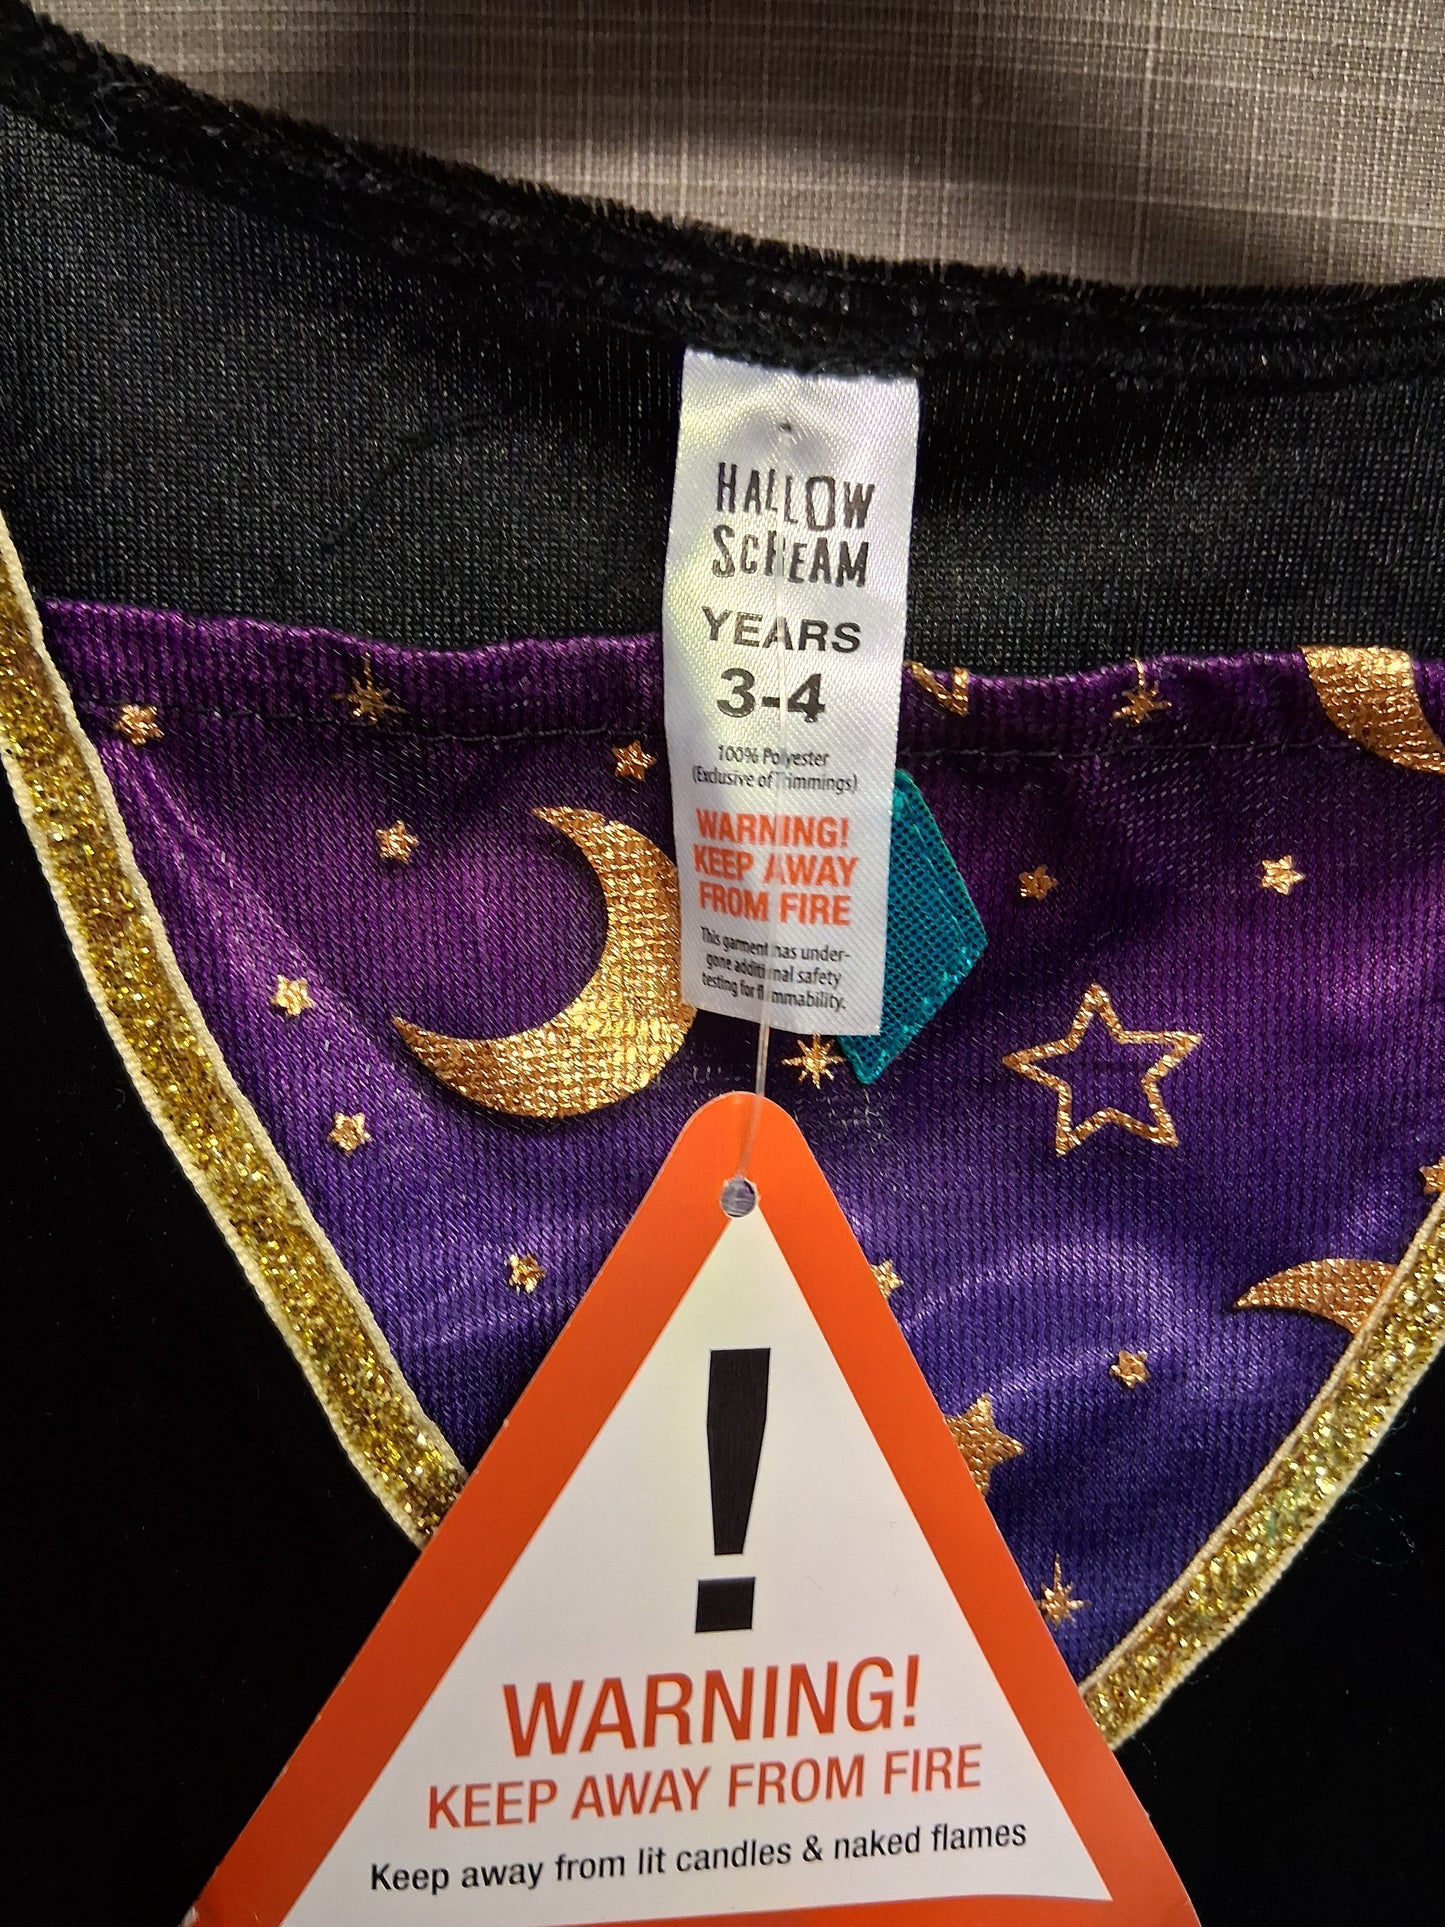 HALLOW
SCREAM
YEARS
3-4
100% Polyester
(Exclusive of Trimmings)
WARNING!
KEEP AWAY
FROM FIRE
This garment has under-
gone additional safety
testing for flammability.
!
WARNING!
KEEP AWAY FROM FIRE
Keep away from lit candles & naked flames